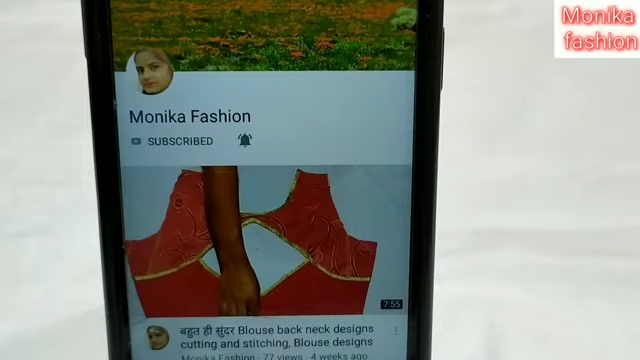 Monika
fashion
Monika Fashion
SUBSCRIBED
7:55
बहुत ही सुंदर Blouse back neck designs
cutting and stitching, Blouse designs
Monika Fashion · 77 views · 4 weeks ago